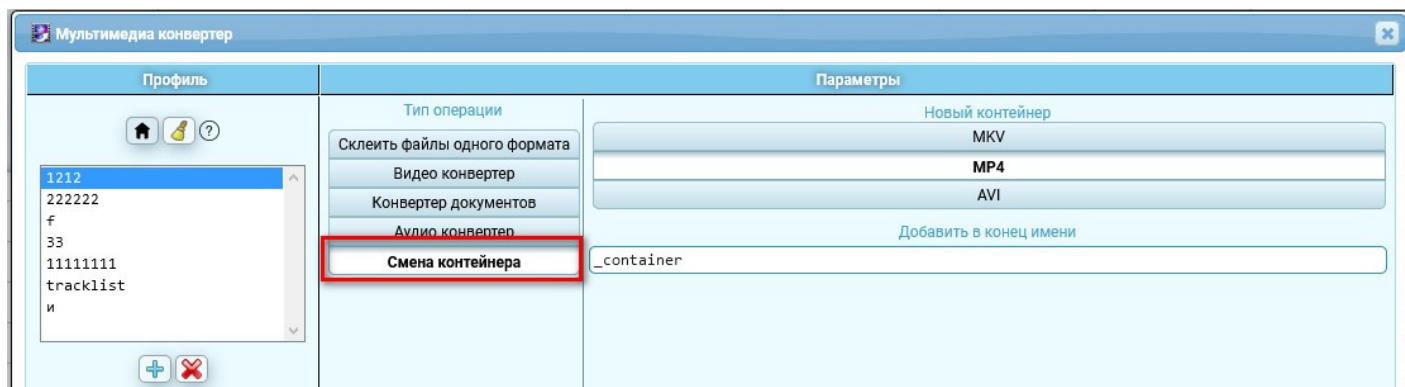 Мультимедиа конвертер
Профиль
Параметры
?
1212
222222
f
33
11111111
tracklist
и
Тип операции
Склеить файлы одного формата
Видео конвертер
Конвертер документов
Аудио конвертер
Смена контейнера
Новый контейнер
MKV
MP4
AVI
Добавить в конец имени
_container